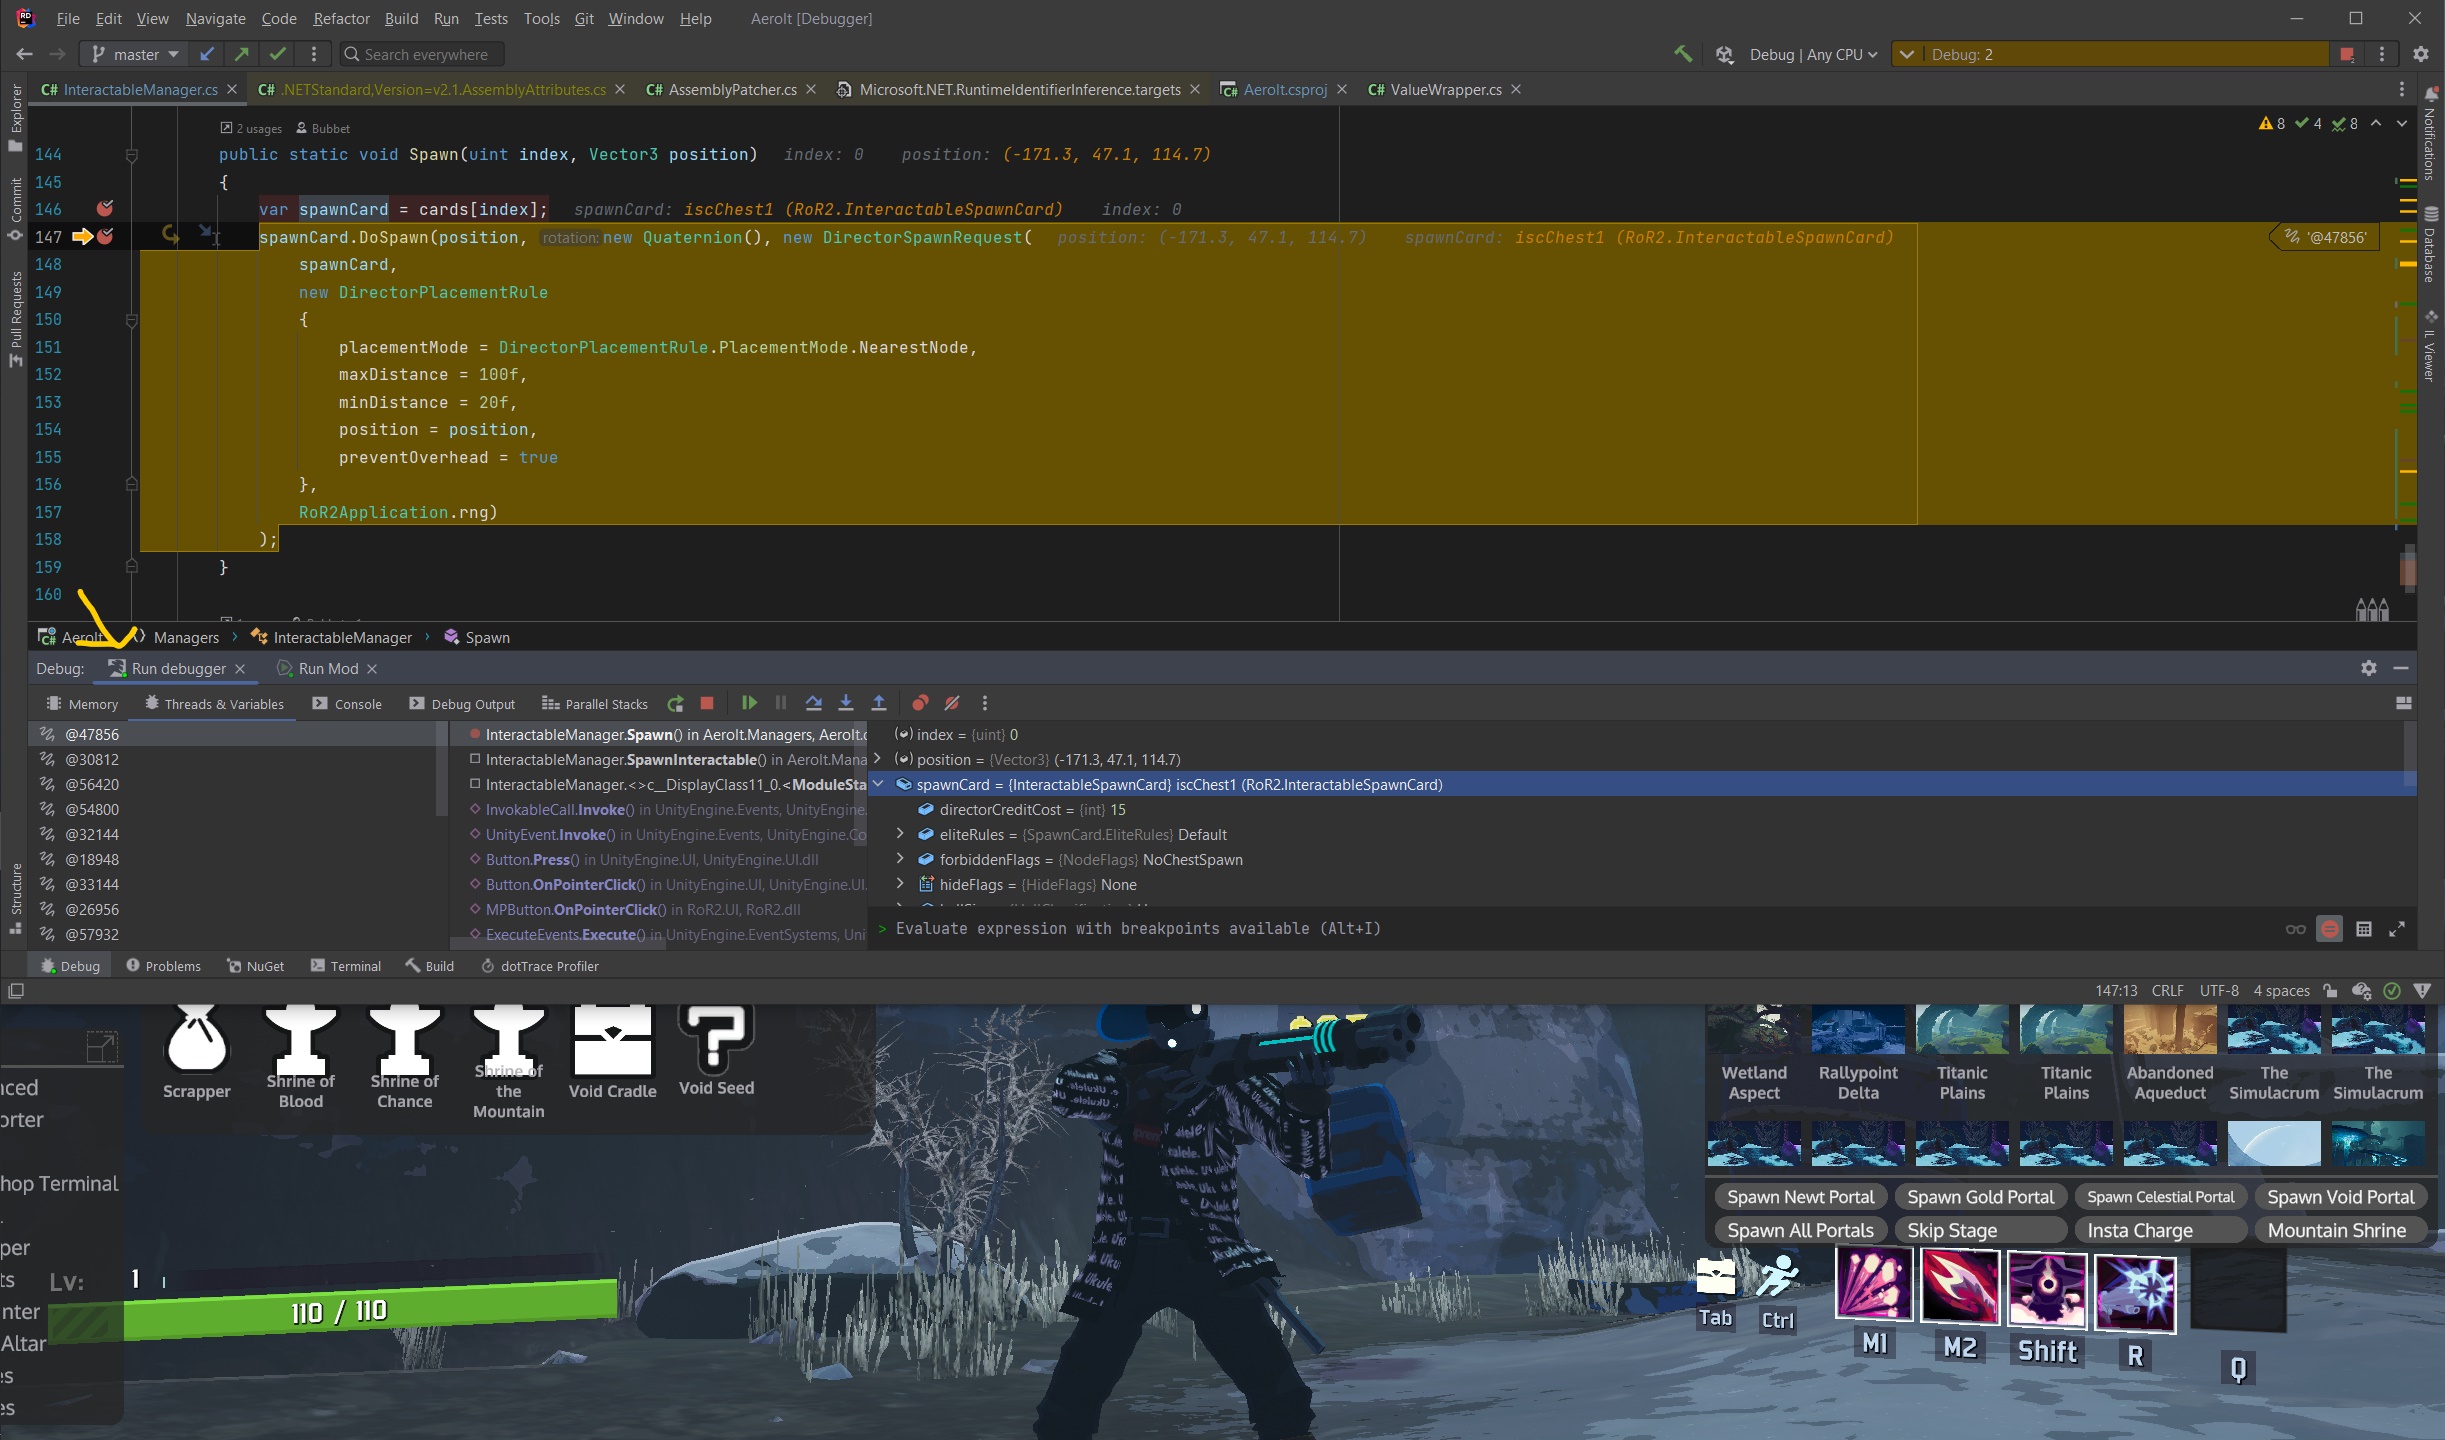 File Edit View Navigate Code Refactor Build Run Tests Tools Git Window Help Aerolt [Debugger]
master Search everywhere Debug | Any CPU Debug: 2
C# InteractableManager.cs C# .NETStandard,Version=v2.1.AssemblyAttributes.cs C# AssemblyPatcher.cs Microsoft.NET.RuntimeIdentifierInference.targets C# Aerolt.csproj C# ValueWrapper.cs
Explorer
Commit
Pull Requests
Structure
Notifications
Database
IL Viewer
2 usages Bubbet
8 4 8
144 public static void Spawn(uint index, Vector3 position) index: 0 position: (-171.3, 47.1, 114.7)
145 {
146 var spawnCard = cards[index]; spawnCard: iscChest1 (RoR2.InteractableSpawnCard) index: 0
147 spawnCard.DoSpawn(position, rotation: new Quaternion(), new DirectorSpawnRequest( position: (-171.3, 47.1, 114.7) spawnCard: iscChest1 (RoR2.InteractableSpawnCard) '@47856'
148 spawnCard,
149 new DirectorPlacementRule
150 {
151 placementMode = DirectorPlacementRule.PlacementMode.NearestNode,
152 maxDistance = 100f,
153 minDistance = 20f,
154 position = position,
155 preventOverhead = true
156 },
157 RoR2Application.rng)
158 );
159 }
160
C# Aerolt Managers InteractableManager Spawn
Debug: Run debugger Run Mod
Memory Threads & Variables Console Debug Output Parallel Stacks
@47856
@30812
@56420
@54800
@32144
@18948
@33144
@26956
@57932
InteractableManager.Spawn() in Aerolt.Managers, Aerolt.
InteractableManager.SpawnInteractable() in Aerolt.Mana
InteractableManager.<>c__DisplayClass11_0.<ModuleSta
InvokableCall.Invoke() in UnityEngine.Events, UnityEngine.
UnityEvent.Invoke() in UnityEngine.Events, UnityEngine.Co
Button.Press() in UnityEngine.UI, UnityEngine.UI.dll
Button.OnPointerClick() in UnityEngine.UI, UnityEngine.UI.
MPButton.OnPointerClick() in RoR2.UI, RoR2.dll
ExecuteEvents.Execute() in UnityEngine.EventSystems, Uni
index = {uint} 0
position = {Vector3} (-171.3, 47.1, 114.7)
spawnCard = {InteractableSpawnCard} iscChest1 (RoR2.InteractableSpawnCard)
directorCreditCost = {int} 15
eliteRules = {SpawnCard.EliteRules} Default
forbiddenFlags = {NodeFlags} NoChestSpawn
hideFlags = {HideFlags} None
> Evaluate expression with breakpoints available (Alt+I)
Debug Problems NuGet Terminal Build dotTrace Profiler
147:13 CRLF UTF-8 4 spaces
Scrapper
Shrine of
Blood
Shrine of
Chance
Shrine of
the
Mountain
Void Cradle
Void Seed
nced
orter
hop Terminal
per
ts
nter
Altar
es
es
Lv: 1
110 / 110
Wetland
Aspect
Rallypoint
Delta
Titanic
Plains
Titanic
Plains
Abandoned
Aqueduct
The
Simulacrum
The
Simulacrum
Spawn Newt Portal Spawn Gold Portal Spawn Celestial Portal Spawn Void Portal
Spawn All Portals Skip Stage Insta Charge Mountain Shrine
Tab Ctrl M1 M2 Shift R Q